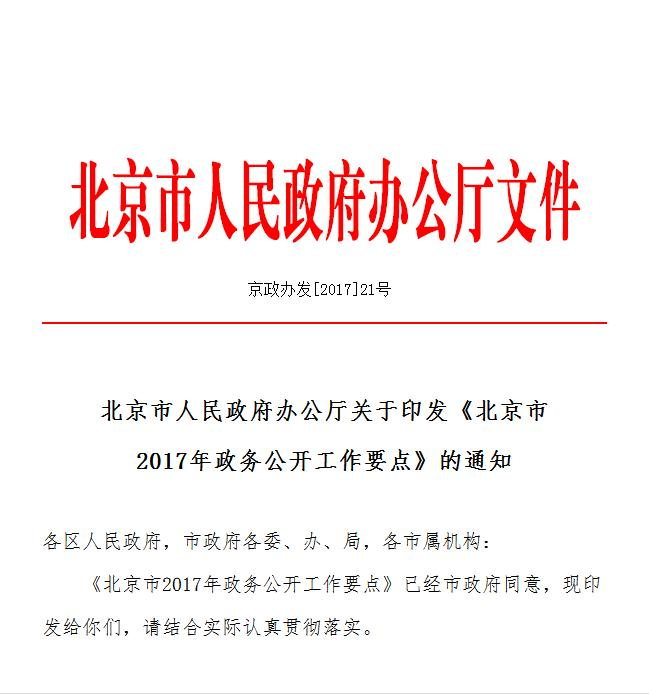 北京市人民政府办公厅文件
京政办发[2017]21号
北京市人民政府办公厅关于印发《北京市
2017年政务公开工作要点》的通知
各区人民政府，市政府各委、办、局，各市属机构：
《北京市2017年政务公开工作要点》已经市政府同意，现印
发给你们，请结合实际认真贯彻落实。